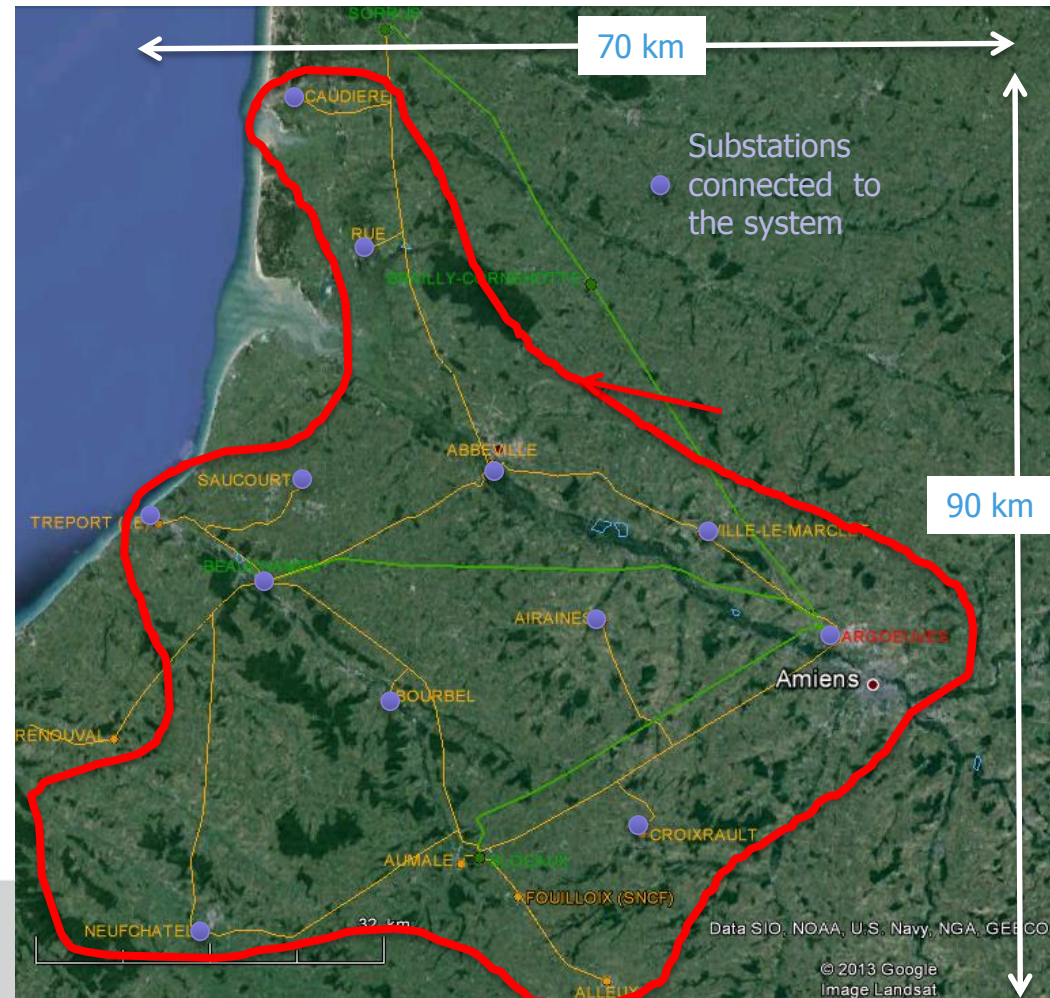 70 km
CAUDIERE
Substations
connected to
the system
RUE
ABBEVILLE
SAUCOURT
90 km
TREPORT
AIRAINES
ARGOEUVES
Amiens
BOURBEL
RENOUVAL
CROIXRAULT
AUMALE
FOUILLOIX (SNCF)
NEUFCHATEL
32 km
Data SIO, NOAA, U.S. Navy, NGA, GEBCO
© 2013 Google
Image Landsat
ALLEUX